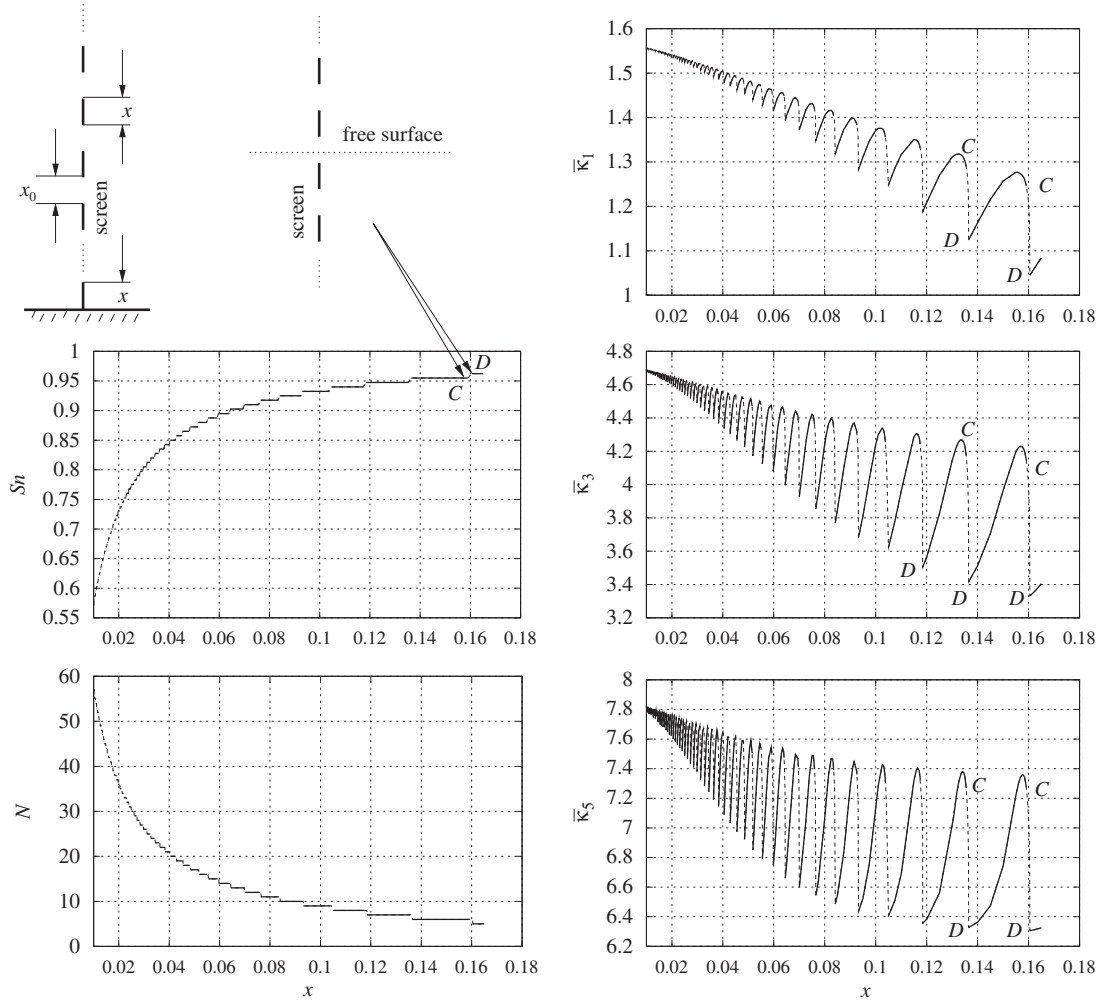 x
x₀
screen
x
free surface
screen
1
0.95
0.9
0.85
0.8
0.75
0.7
0.65
0.6
0.55
Sn
D
C
0.02 0.04 0.06 0.08 0.1 0.12 0.14 0.16 0.18
60
50
40
30
20
10
0
N
0.02 0.04 0.06 0.08 0.1 0.12 0.14 0.16 0.18
x
1.6
1.5
1.4
1.3
1.2
1.1
1
κ̄₁
C
C
D
D
0.02 0.04 0.06 0.08 0.1 0.12 0.14 0.16 0.18
4.8
4.6
4.4
4.2
4
3.8
3.6
3.4
3.2
κ̄₃
C
C
D
D
D
0.02 0.04 0.06 0.08 0.1 0.12 0.14 0.16 0.18
8
7.8
7.6
7.4
7.2
7
6.8
6.6
6.4
6.2
κ̄₅
C
C
D
D
0.02 0.04 0.06 0.08 0.1 0.12 0.14 0.16 0.18
x